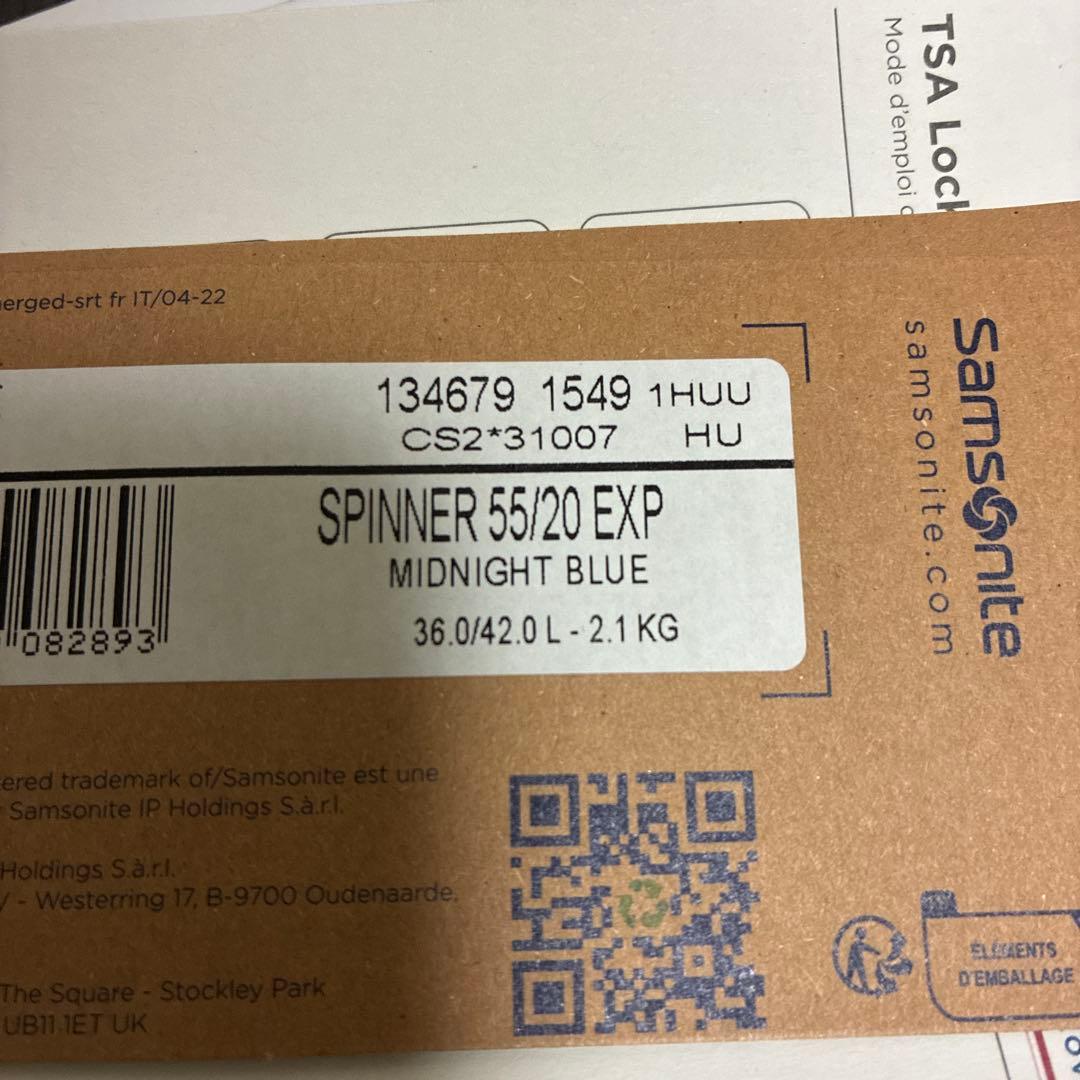 TSA Lock
Mode d'emploi
erged-srt fr IT/04-22
134679 1549 1HUU
CS2*31007 HU
SPINNER 55/20 EXP
MIDNIGHT BLUE
36.0/42.0 L - 2.1 KG
082893
samsonite
samsonite.com
ered trademark of/Samsonite est une
Samsonite IP Holdings S.à.r.l.
Holdings S.à.r.l.
- Westerring 17, B-9700 Oudenaarde,
The Square - Stockley Park
UB11 1ET UK
ÉLÉMENTS
D'EMBALLAGE